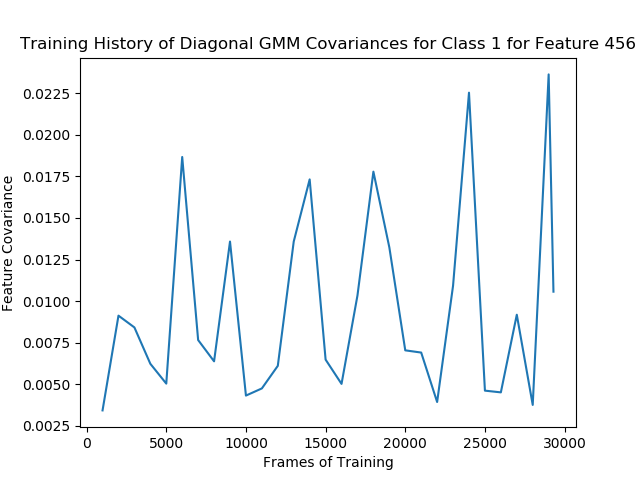 Training History of Diagonal GMM Covariances for Class 1 for Feature 456
Feature Covariance
0.0225
0.0200
0.0175
0.0150
0.0125
0.0100
0.0075
0.0050
0.0025
0 5000 10000 15000 20000 25000 30000
Frames of Training